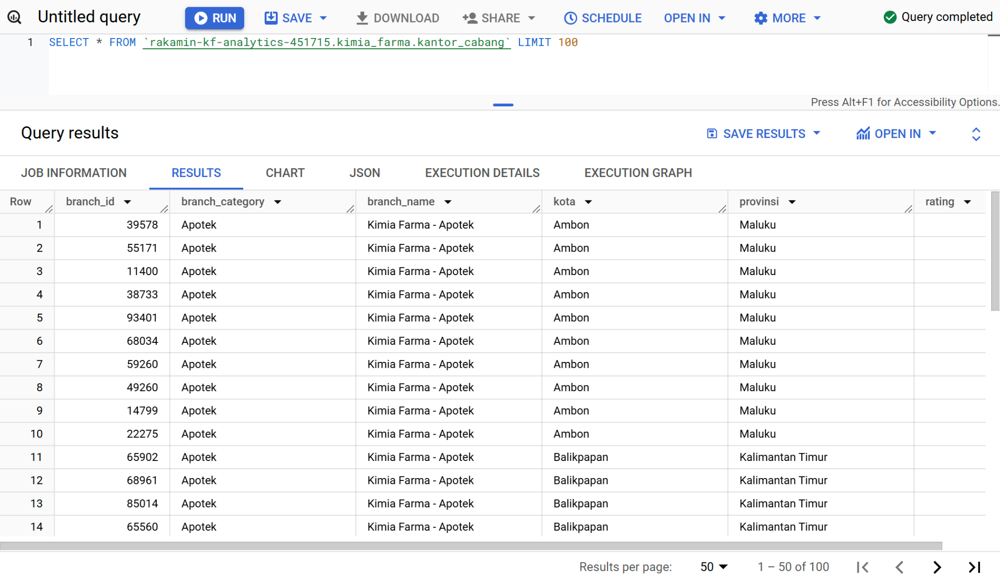 Untitled query RUN SAVE DOWNLOAD SHARE SCHEDULE OPEN IN MORE Query completed
1 SELECT * FROM `rakamin-kf-analytics-451715.kimia_farma.kantor_cabang` LIMIT 100
Press Alt+F1 for Accessibility Options.
Query results SAVE RESULTS OPEN IN
JOB INFORMATION RESULTS CHART JSON EXECUTION DETAILS EXECUTION GRAPH
Row branch_id branch_category branch_name kota provinsi rating
1 39578 Apotek Kimia Farma - Apotek Ambon Maluku
2 55171 Apotek Kimia Farma - Apotek Ambon Maluku
3 11400 Apotek Kimia Farma - Apotek Ambon Maluku
4 38733 Apotek Kimia Farma - Apotek Ambon Maluku
5 93401 Apotek Kimia Farma - Apotek Ambon Maluku
6 68034 Apotek Kimia Farma - Apotek Ambon Maluku
7 59260 Apotek Kimia Farma - Apotek Ambon Maluku
8 49260 Apotek Kimia Farma - Apotek Ambon Maluku
9 14799 Apotek Kimia Farma - Apotek Ambon Maluku
10 22275 Apotek Kimia Farma - Apotek Ambon Maluku
11 65902 Apotek Kimia Farma - Apotek Balikpapan Kalimantan Timur
12 68961 Apotek Kimia Farma - Apotek Balikpapan Kalimantan Timur
13 85014 Apotek Kimia Farma - Apotek Balikpapan Kalimantan Timur
14 65560 Apotek Kimia Farma - Apotek Balikpapan Kalimantan Timur
Results per page: 50 1 – 50 of 100